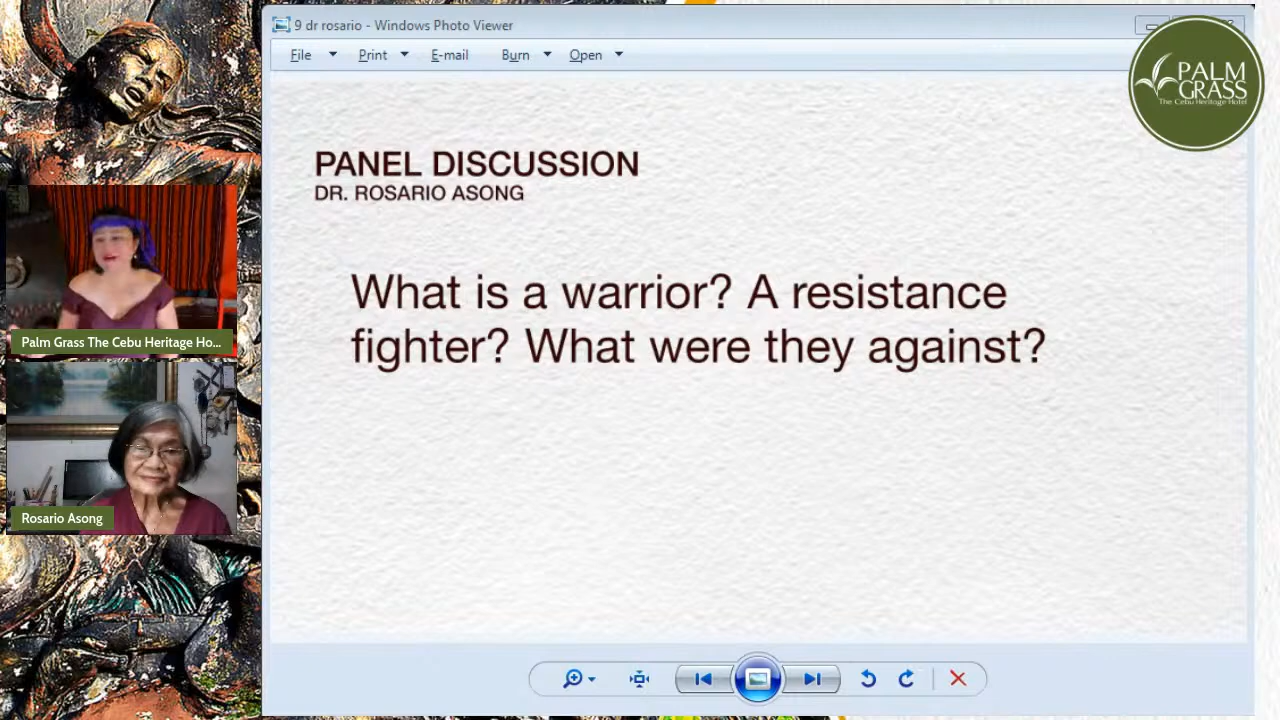 9 dr rosario - Windows Photo Viewer
File
Print
E-mail
Burn
Open
PALM
GRASS
The Cebu Heritage Hotel
PANEL DISCUSSION
DR. ROSARIO ASONG
What is a warrior? A resistance
fighter? What were they against?
Palm Grass The Cebu Heritage Ho...
Rosario Asong